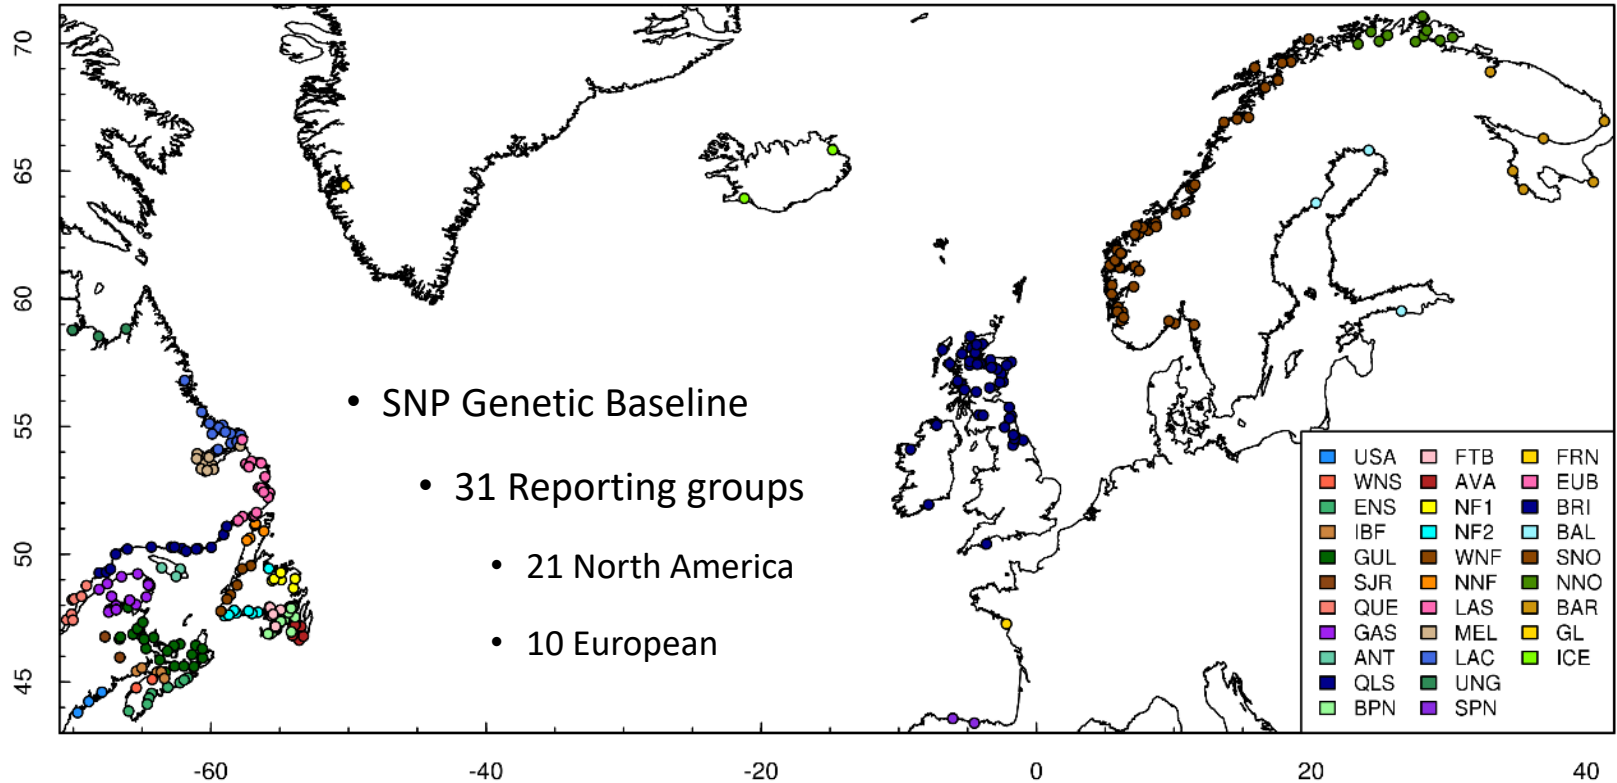 70
65
60
55
50
45
• SNP Genetic Baseline
• 31 Reporting groups
• 21 North America
• 10 European
USA FTB FRN
WNS AVA EUB
ENS NF1 BRI
IBF NF2 BAL
GUL WNF SNO
SJR NNF NNO
QUE LAS BAR
GAS MEL GL
ANT LAC ICE
QLS UNG
BPN SPN
-60 -40 -20 0 20 40